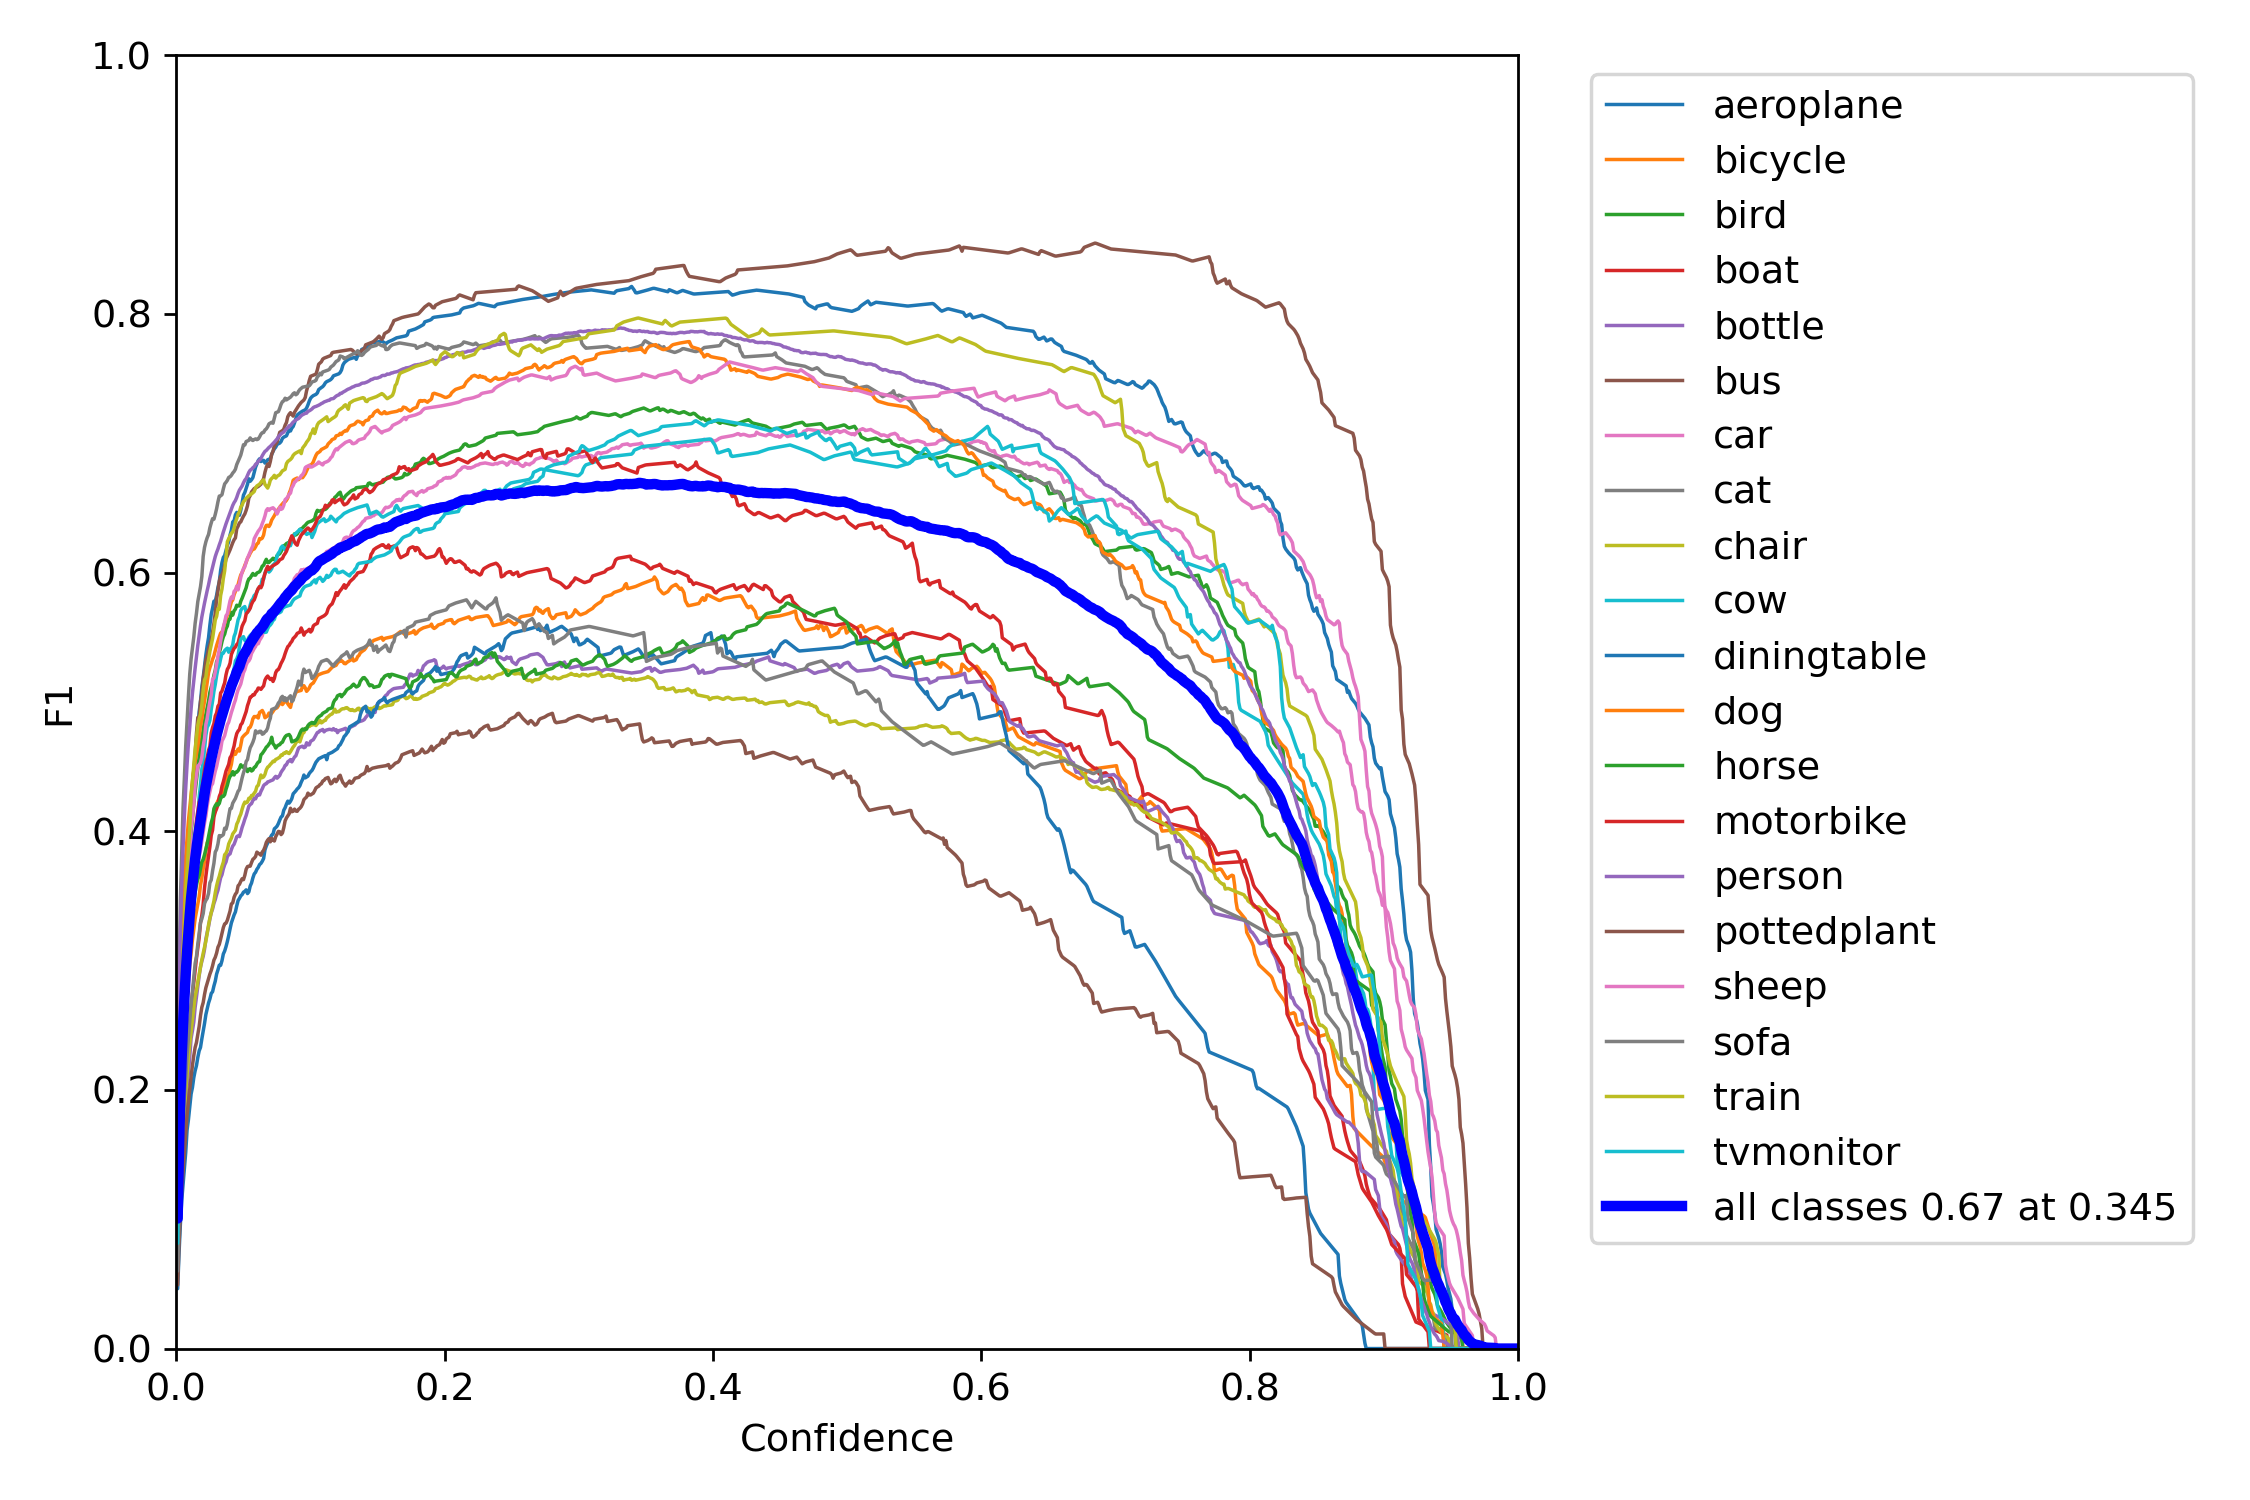 1.0
0.8
0.6
0.4
0.2
0.0
F1
0.0 0.2 0.4 0.6 0.8 1.0
Confidence
aeroplane
bicycle
bird
boat
bottle
bus
car
cat
chair
cow
diningtable
dog
horse
motorbike
person
pottedplant
sheep
sofa
train
tvmonitor
all classes 0.67 at 0.345